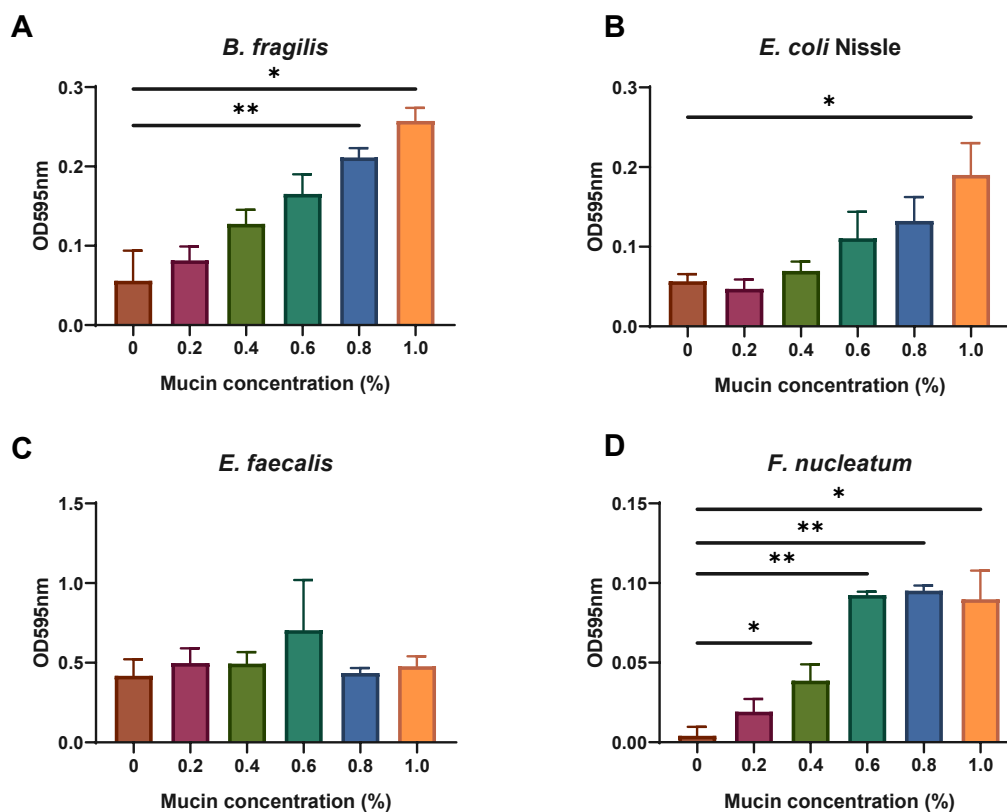 A
B. fragilis
*
**
0.3
0.2
0.1
0.0
OD595nm
0 0.2 0.4 0.6 0.8 1.0
Mucin concentration (%)
B
E. coli Nissle
*
0.3
0.2
0.1
0.0
OD595nm
0 0.2 0.4 0.6 0.8 1.0
Mucin concentration (%)
C
E. faecalis
1.5
1.0
0.5
0.0
OD595nm
0 0.2 0.4 0.6 0.8 1.0
Mucin concentration (%)
D
F. nucleatum
*
**
**
*
0.15
0.10
0.05
0.00
OD595nm
0 0.2 0.4 0.6 0.8 1.0
Mucin concentration (%)